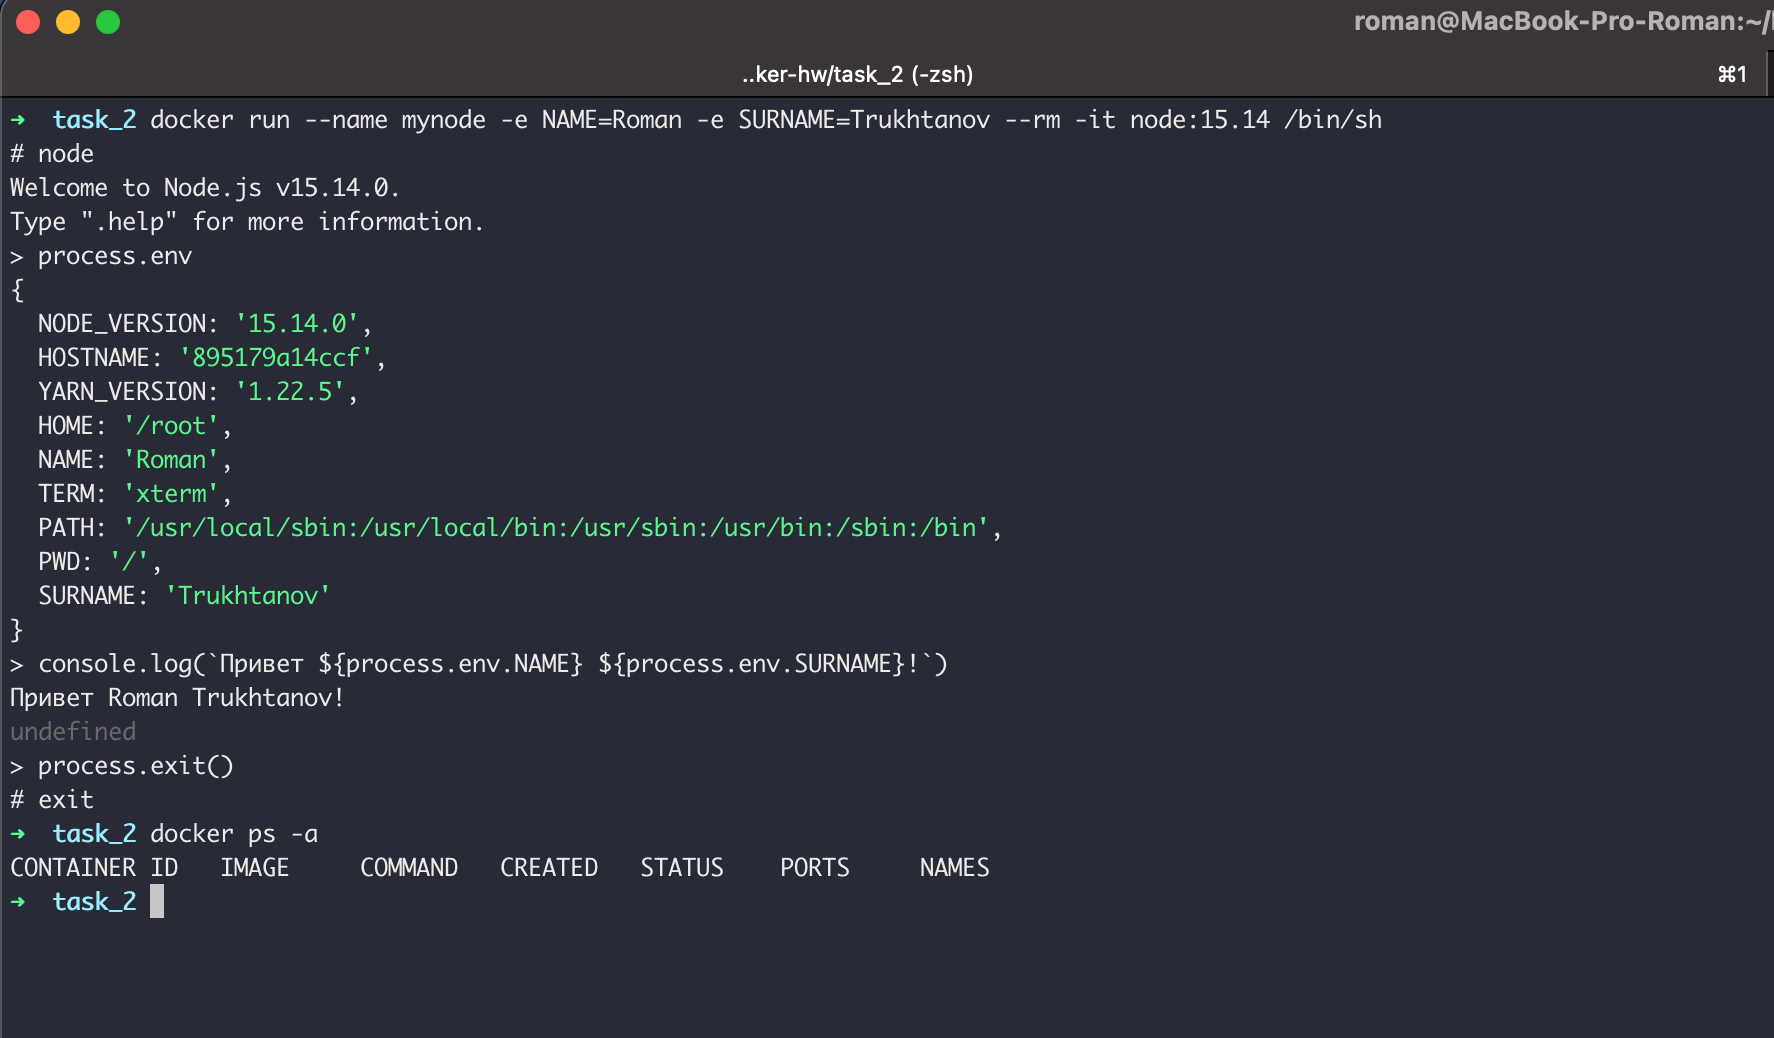 roman@MacBook-Pro-Roman:~/
..ker-hw/task_2 (-zsh) ⌘1
➜ task_2 docker run --name mynode -e NAME=Roman -e SURNAME=Trukhtanov --rm -it node:15.14 /bin/sh
# node
Welcome to Node.js v15.14.0.
Type ".help" for more information.
> process.env
{
  NODE_VERSION: '15.14.0',
  HOSTNAME: '895179a14ccf',
  YARN_VERSION: '1.22.5',
  HOME: '/root',
  NAME: 'Roman',
  TERM: 'xterm',
  PATH: '/usr/local/sbin:/usr/local/bin:/usr/sbin:/usr/bin:/sbin:/bin',
  PWD: '/',
  SURNAME: 'Trukhtanov'
}
> console.log(`Привет ${process.env.NAME} ${process.env.SURNAME}!`)
Привет Roman Trukhtanov!
undefined
> process.exit()
# exit
➜ task_2 docker ps -a
CONTAINER ID   IMAGE     COMMAND   CREATED   STATUS    PORTS     NAMES
➜ task_2